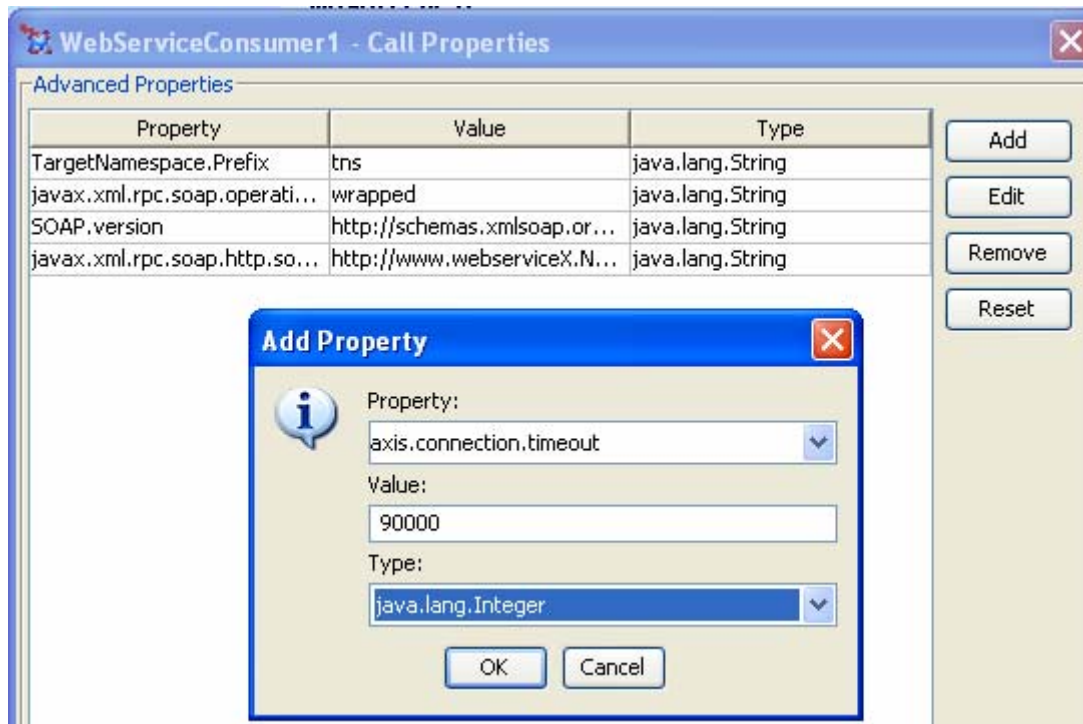 WebServiceConsumer1 - Call Properties
Advanced Properties
Property Value Type
TargetNamespace.Prefix tns java.lang.String
javax.xml.rpc.soap.operati... wrapped java.lang.String
SOAP.version http://schemas.xmlsoap.or... java.lang.String
javax.xml.rpc.soap.http.so... http://www.webserviceX.N... java.lang.String
Add
Edit
Remove
Reset
Add Property
Property:
axis.connection.timeout
Value:
90000
Type:
java.lang.Integer
OK Cancel